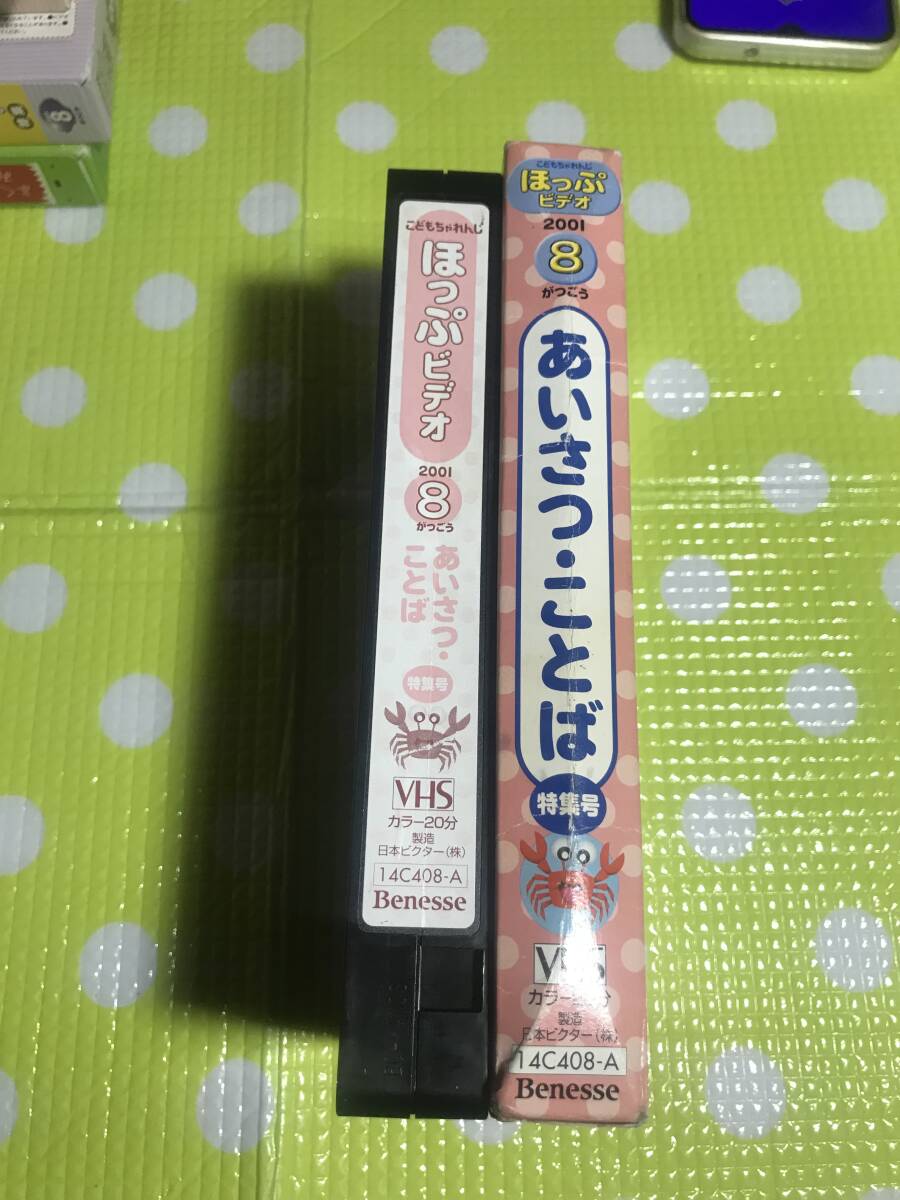 こどもちゃれんじ
ほっぷビデオ
2001
8
がつごう
あいさつ・
ことば
特集号
VHS
カラー20分
製造
日本ビクター(株)
14C408-A
Benesse
こどもちゃれんじ
ほっぷ
ビデオ
2001
8
がつごう
あいさつ・ことば
特集号
VHS
製造
日本ビクター(株)
14C408-A
Benesse
8